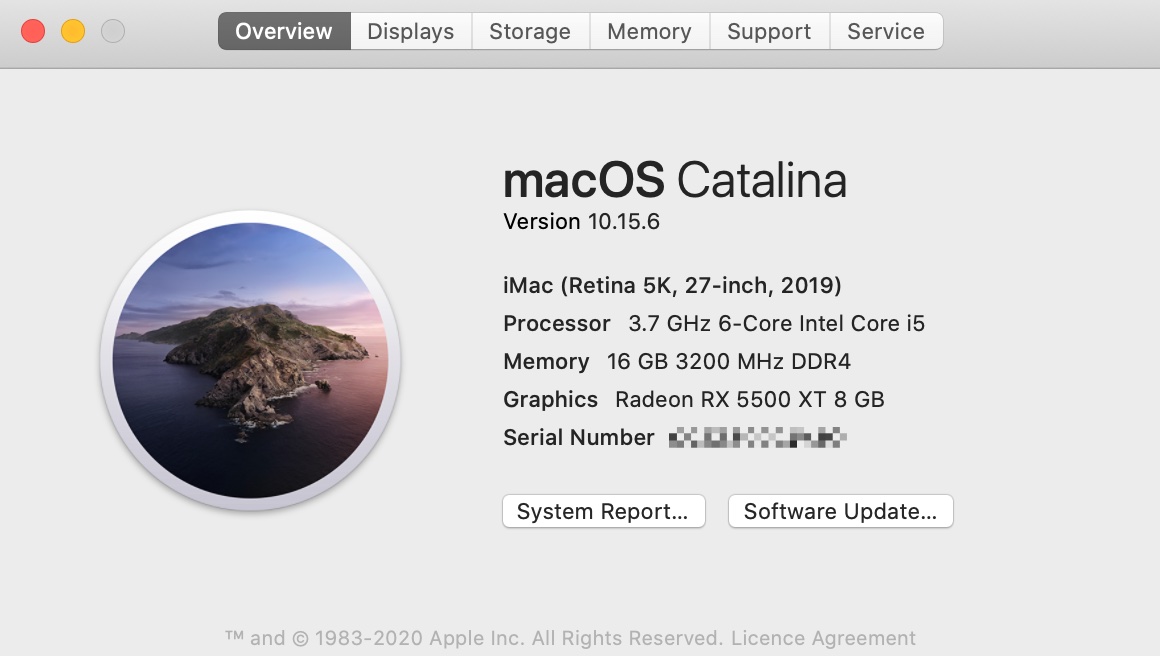 Overview Displays Storage Memory Support Service
macOS Catalina
Version 10.15.6
iMac (Retina 5K, 27-inch, 2019)
Processor 3.7 GHz 6-Core Intel Core i5
Memory 16 GB 3200 MHz DDR4
Graphics Radeon RX 5500 XT 8 GB
Serial Number
System Report... Software Update...
™ and © 1983-2020 Apple Inc. All Rights Reserved. Licence Agreement